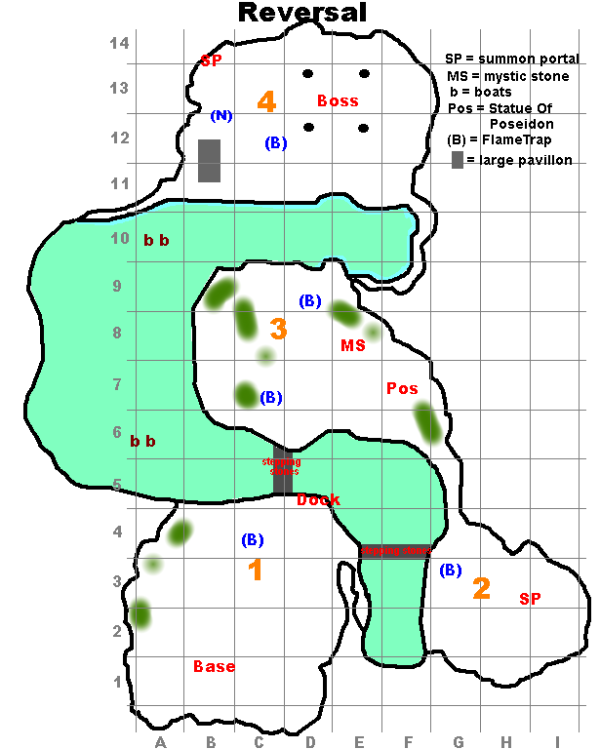 Reversal
14
SP
SP = summon portal
MS = mystic stone
b = boats
Pos = Statue Of
Poseidon
(B) = FlameTrap
= large pavillon
13
4
Boss
(N)
12
(B)
11
10
b b
9
(B)
3
8
MS
7
(B)
Pos
6
b b
stepping
stones
5
Dock
4
(B)
stepping stones
3
1
(B)
2
SP
2
Base
1
A B C D E F G H I